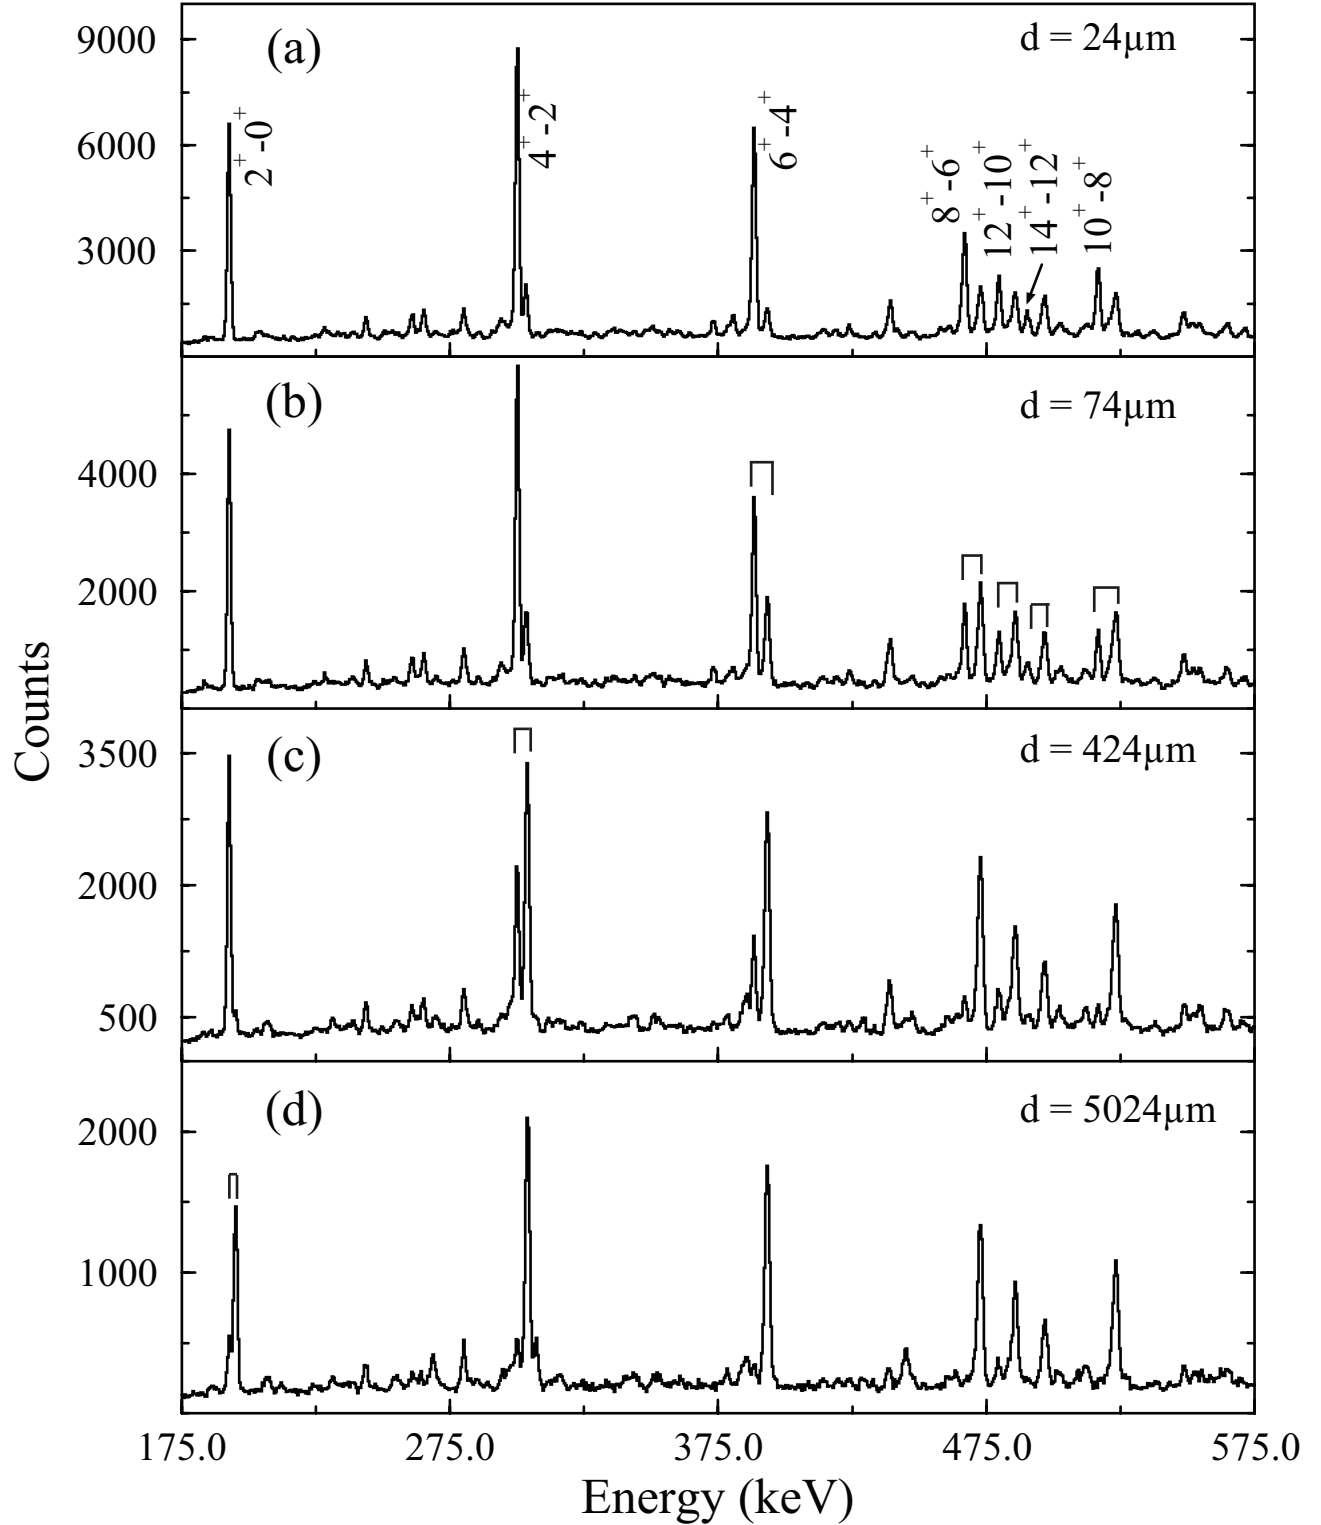 (a)
d = 24µm
9000
6000
3000
2⁺-0⁺
4⁺-2⁺
6⁺-4⁺
8⁺-6⁺
12⁺-10⁺
14⁺-12⁺
10⁺-8⁺
(b)
d = 74µm
4000
2000
(c)
d = 424µm
3500
2000
500
(d)
d = 5024µm
2000
1000
Counts
175.0 275.0 375.0 475.0 575.0
Energy (keV)